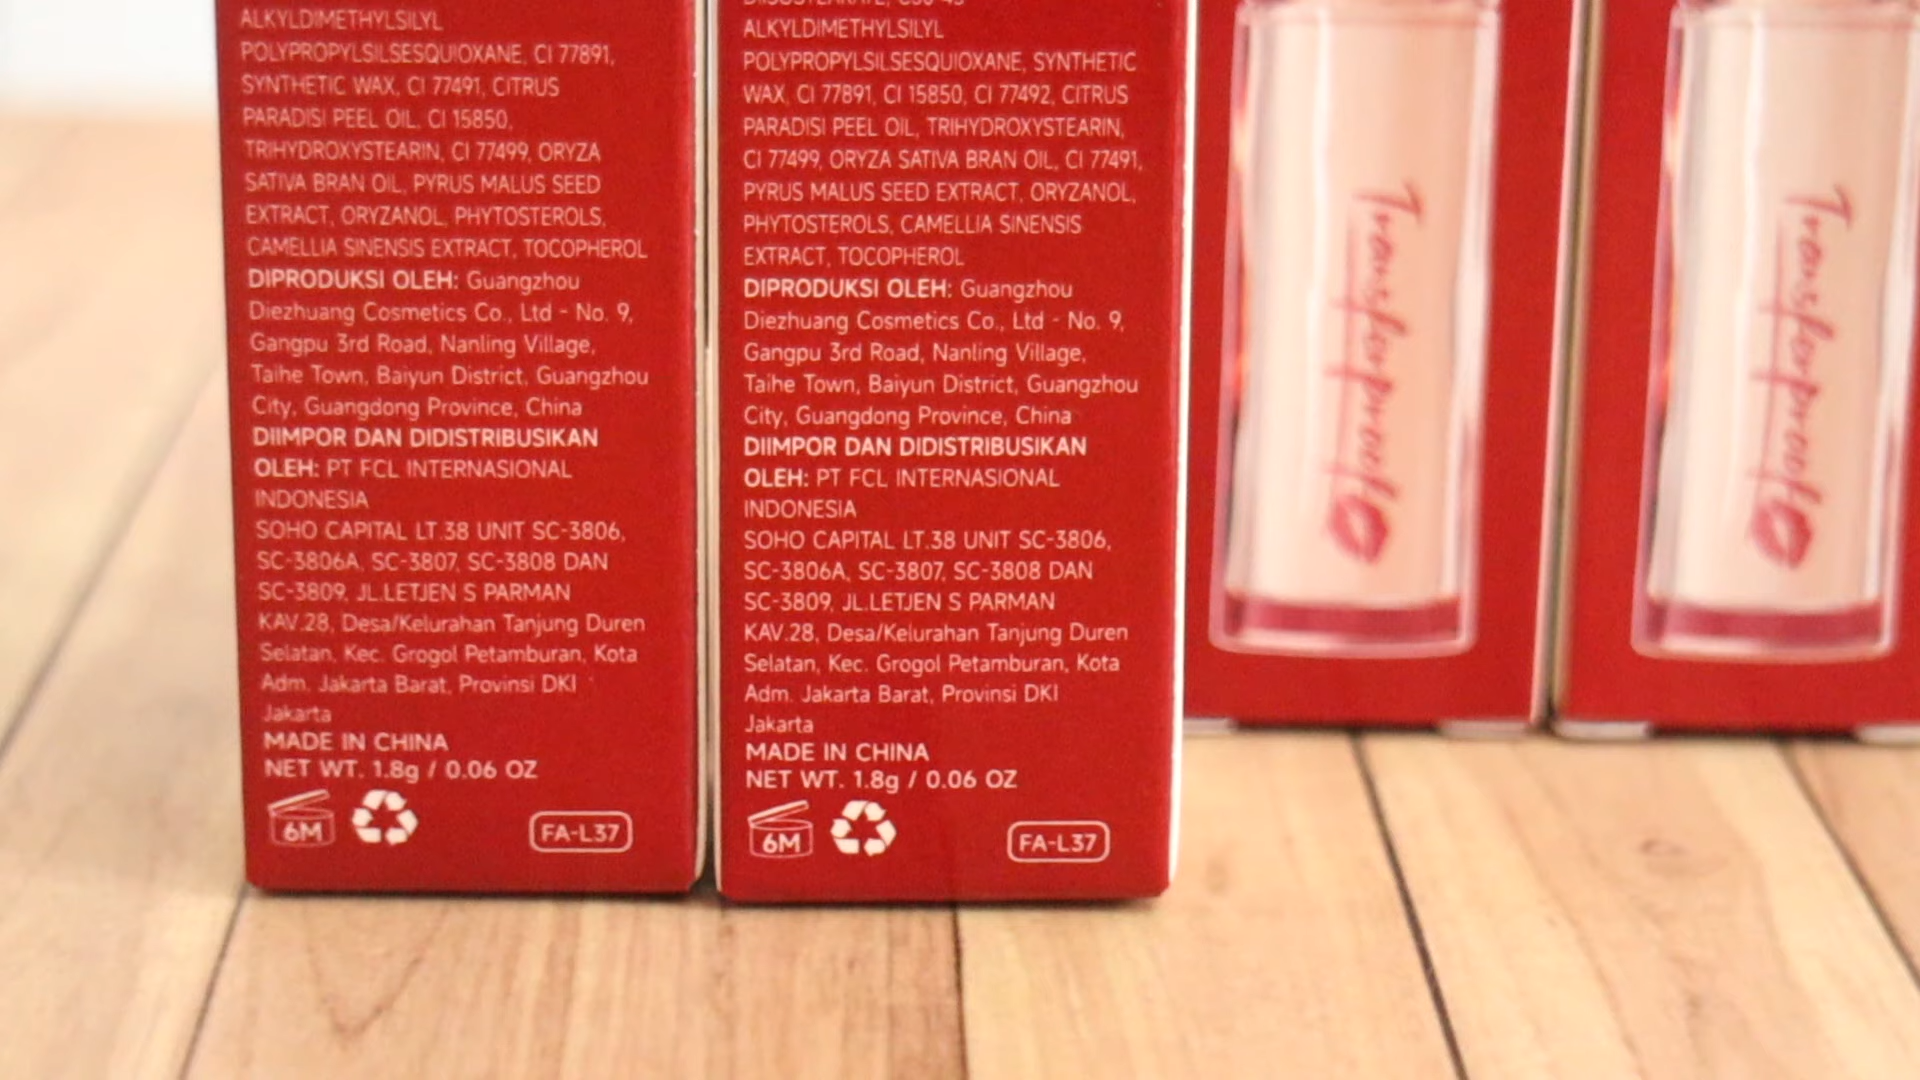 ALKYLDIMETHYLSILYL
POLYPROPYLSILSESQUIOXANE, CI 77891,
SYNTHETIC WAX, CI 77491, CITRUS
PARADISI PEEL OIL, CI 15850,
TRIHYDROXYSTEARIN, CI 77499, ORYZA
SATIVA BRAN OIL, PYRUS MALUS SEED
EXTRACT, ORYZANOL, PHYTOSTEROLS,
CAMELLIA SINENSIS EXTRACT, TOCOPHEROL
DIPRODUKSI OLEH: Guangzhou
Diezhuang Cosmetics Co., Ltd - No. 9,
Gangpu 3rd Road, Nanling Village,
Taihe Town, Baiyun District, Guangzhou
City, Guangdong Province, China
DIIMPOR DAN DIDISTRIBUSIKAN
OLEH: PT FCL INTERNASIONAL
INDONESIA
SOHO CAPITAL LT.38 UNIT SC-3806,
SC-3806A, SC-3807, SC-3808 DAN
SC-3809, JL.LETJEN S PARMAN
KAV.28, Desa/Kelurahan Tanjung Duren
Selatan, Kec. Grogol Petamburan, Kota
Adm. Jakarta Barat, Provinsi DKI
Jakarta
MADE IN CHINA
NET WT. 1.8g / 0.06 OZ
6M
FA-L37
ALKYLDIMETHYLSILYL
POLYPROPYLSILSESQUIOXANE, SYNTHETIC
WAX, CI 77891, CI 15850, CI 77492, CITRUS
PARADISI PEEL OIL, TRIHYDROXYSTEARIN,
CI 77499, ORYZA SATIVA BRAN OIL, CI 77491,
PYRUS MALUS SEED EXTRACT, ORYZANOL,
PHYTOSTEROLS, CAMELLIA SINENSIS
EXTRACT, TOCOPHEROL
DIPRODUKSI OLEH: Guangzhou
Diezhuang Cosmetics Co., Ltd - No. 9,
Gangpu 3rd Road, Nanling Village,
Taihe Town, Baiyun District, Guangzhou
City, Guangdong Province, China
DIIMPOR DAN DIDISTRIBUSIKAN
OLEH: PT FCL INTERNASIONAL
INDONESIA
SOHO CAPITAL LT.38 UNIT SC-3806,
SC-3806A, SC-3807, SC-3808 DAN
SC-3809, JL.LETJEN S PARMAN
KAV.28, Desa/Kelurahan Tanjung Duren
Selatan, Kec. Grogol Petamburan, Kota
Adm. Jakarta Barat, Provinsi DKI
Jakarta
MADE IN CHINA
NET WT. 1.8g / 0.06 OZ
6M
FA-L37
Transferproof
Transferproof